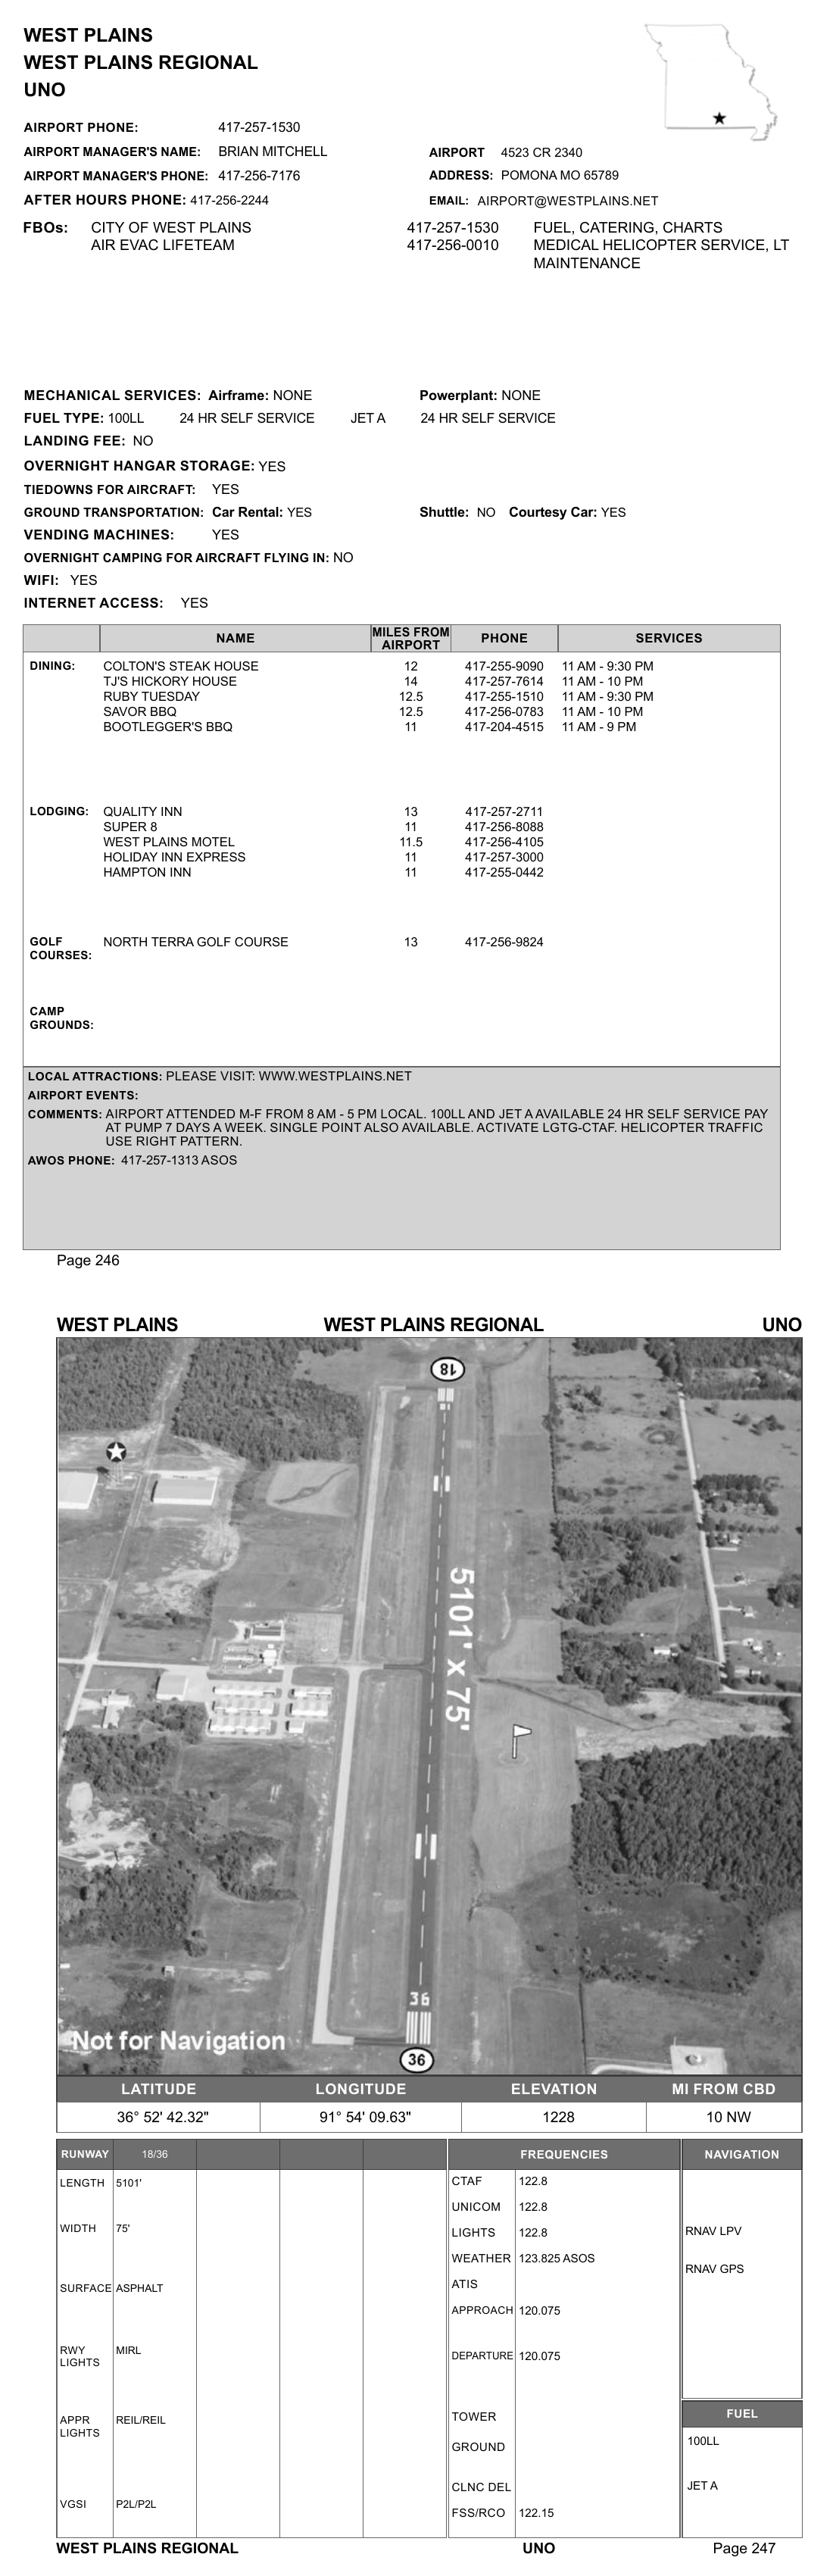 WEST PLAINS
WEST PLAINS REGIONAL
UNO
AIRPORT PHONE: 417-257-1530
AIRPORT MANAGER'S NAME: BRIAN MITCHELL
AIRPORT 4523 CR 2340
AIRPORT MANAGER'S PHONE: 417-256-7176
ADDRESS: POMONA MO 65789
AFTER HOURS PHONE: 417-256-2244
EMAIL: AIRPORT@WESTPLAINS.NET
FBOs: CITY OF WEST PLAINS 417-257-1530 FUEL, CATERING, CHARTS
AIR EVAC LIFETEAM 417-256-0010 MEDICAL HELICOPTER SERVICE, LT
MAINTENANCE
MECHANICAL SERVICES: Airframe: NONE Powerplant: NONE
FUEL TYPE: 100LL 24 HR SELF SERVICE JET A 24 HR SELF SERVICE
LANDING FEE: NO
OVERNIGHT HANGAR STORAGE: YES
TIEDOWNS FOR AIRCRAFT: YES
GROUND TRANSPORTATION: Car Rental: YES Shuttle: NO Courtesy Car: YES
VENDING MACHINES: YES
OVERNIGHT CAMPING FOR AIRCRAFT FLYING IN: NO
WIFI: YES
INTERNET ACCESS: YES
NAME MILES FROM AIRPORT PHONE SERVICES
DINING: COLTON'S STEAK HOUSE 12 417-255-9090 11 AM - 9:30 PM
TJ'S HICKORY HOUSE 14 417-257-7614 11 AM - 10 PM
RUBY TUESDAY 12.5 417-255-1510 11 AM - 9:30 PM
SAVOR BBQ 12.5 417-256-0783 11 AM - 10 PM
BOOTLEGGER'S BBQ 11 417-204-4515 11 AM - 9 PM
LODGING: QUALITY INN 13 417-257-2711
SUPER 8 11 417-256-8088
WEST PLAINS MOTEL 11.5 417-256-4105
HOLIDAY INN EXPRESS 11 417-257-3000
HAMPTON INN 11 417-255-0442
GOLF COURSES: NORTH TERRA GOLF COURSE 13 417-256-9824
CAMP
GROUNDS:
LOCAL ATTRACTIONS: PLEASE VISIT: WWW.WESTPLAINS.NET
AIRPORT EVENTS:
COMMENTS: AIRPORT ATTENDED M-F FROM 8 AM - 5 PM LOCAL. 100LL AND JET A AVAILABLE 24 HR SELF SERVICE PAY
AT PUMP 7 DAYS A WEEK. SINGLE POINT ALSO AVAILABLE. ACTIVATE LGTG-CTAF. HELICOPTER TRAFFIC
USE RIGHT PATTERN.
AWOS PHONE: 417-257-1313 ASOS
Page 246
WEST PLAINS WEST PLAINS REGIONAL UNO
18
5101' x 75'
36
Not for Navigation
36
LATITUDE LONGITUDE ELEVATION MI FROM CBD
36° 52' 42.32" 91° 54' 09.63" 1228 10 NW
RUNWAY 18/36
LENGTH 5101'
WIDTH 75'
SURFACE ASPHALT
RWY LIGHTS MIRL
APPR LIGHTS REIL/REIL
VGSI P2L/P2L
FREQUENCIES
CTAF 122.8
UNICOM 122.8
LIGHTS 122.8
WEATHER 123.825 ASOS
ATIS
APPROACH 120.075
DEPARTURE 120.075
TOWER
GROUND
CLNC DEL
FSS/RCO 122.15
NAVIGATION
RNAV LPV
RNAV GPS
FUEL
100LL
JET A
WEST PLAINS REGIONAL UNO Page 247